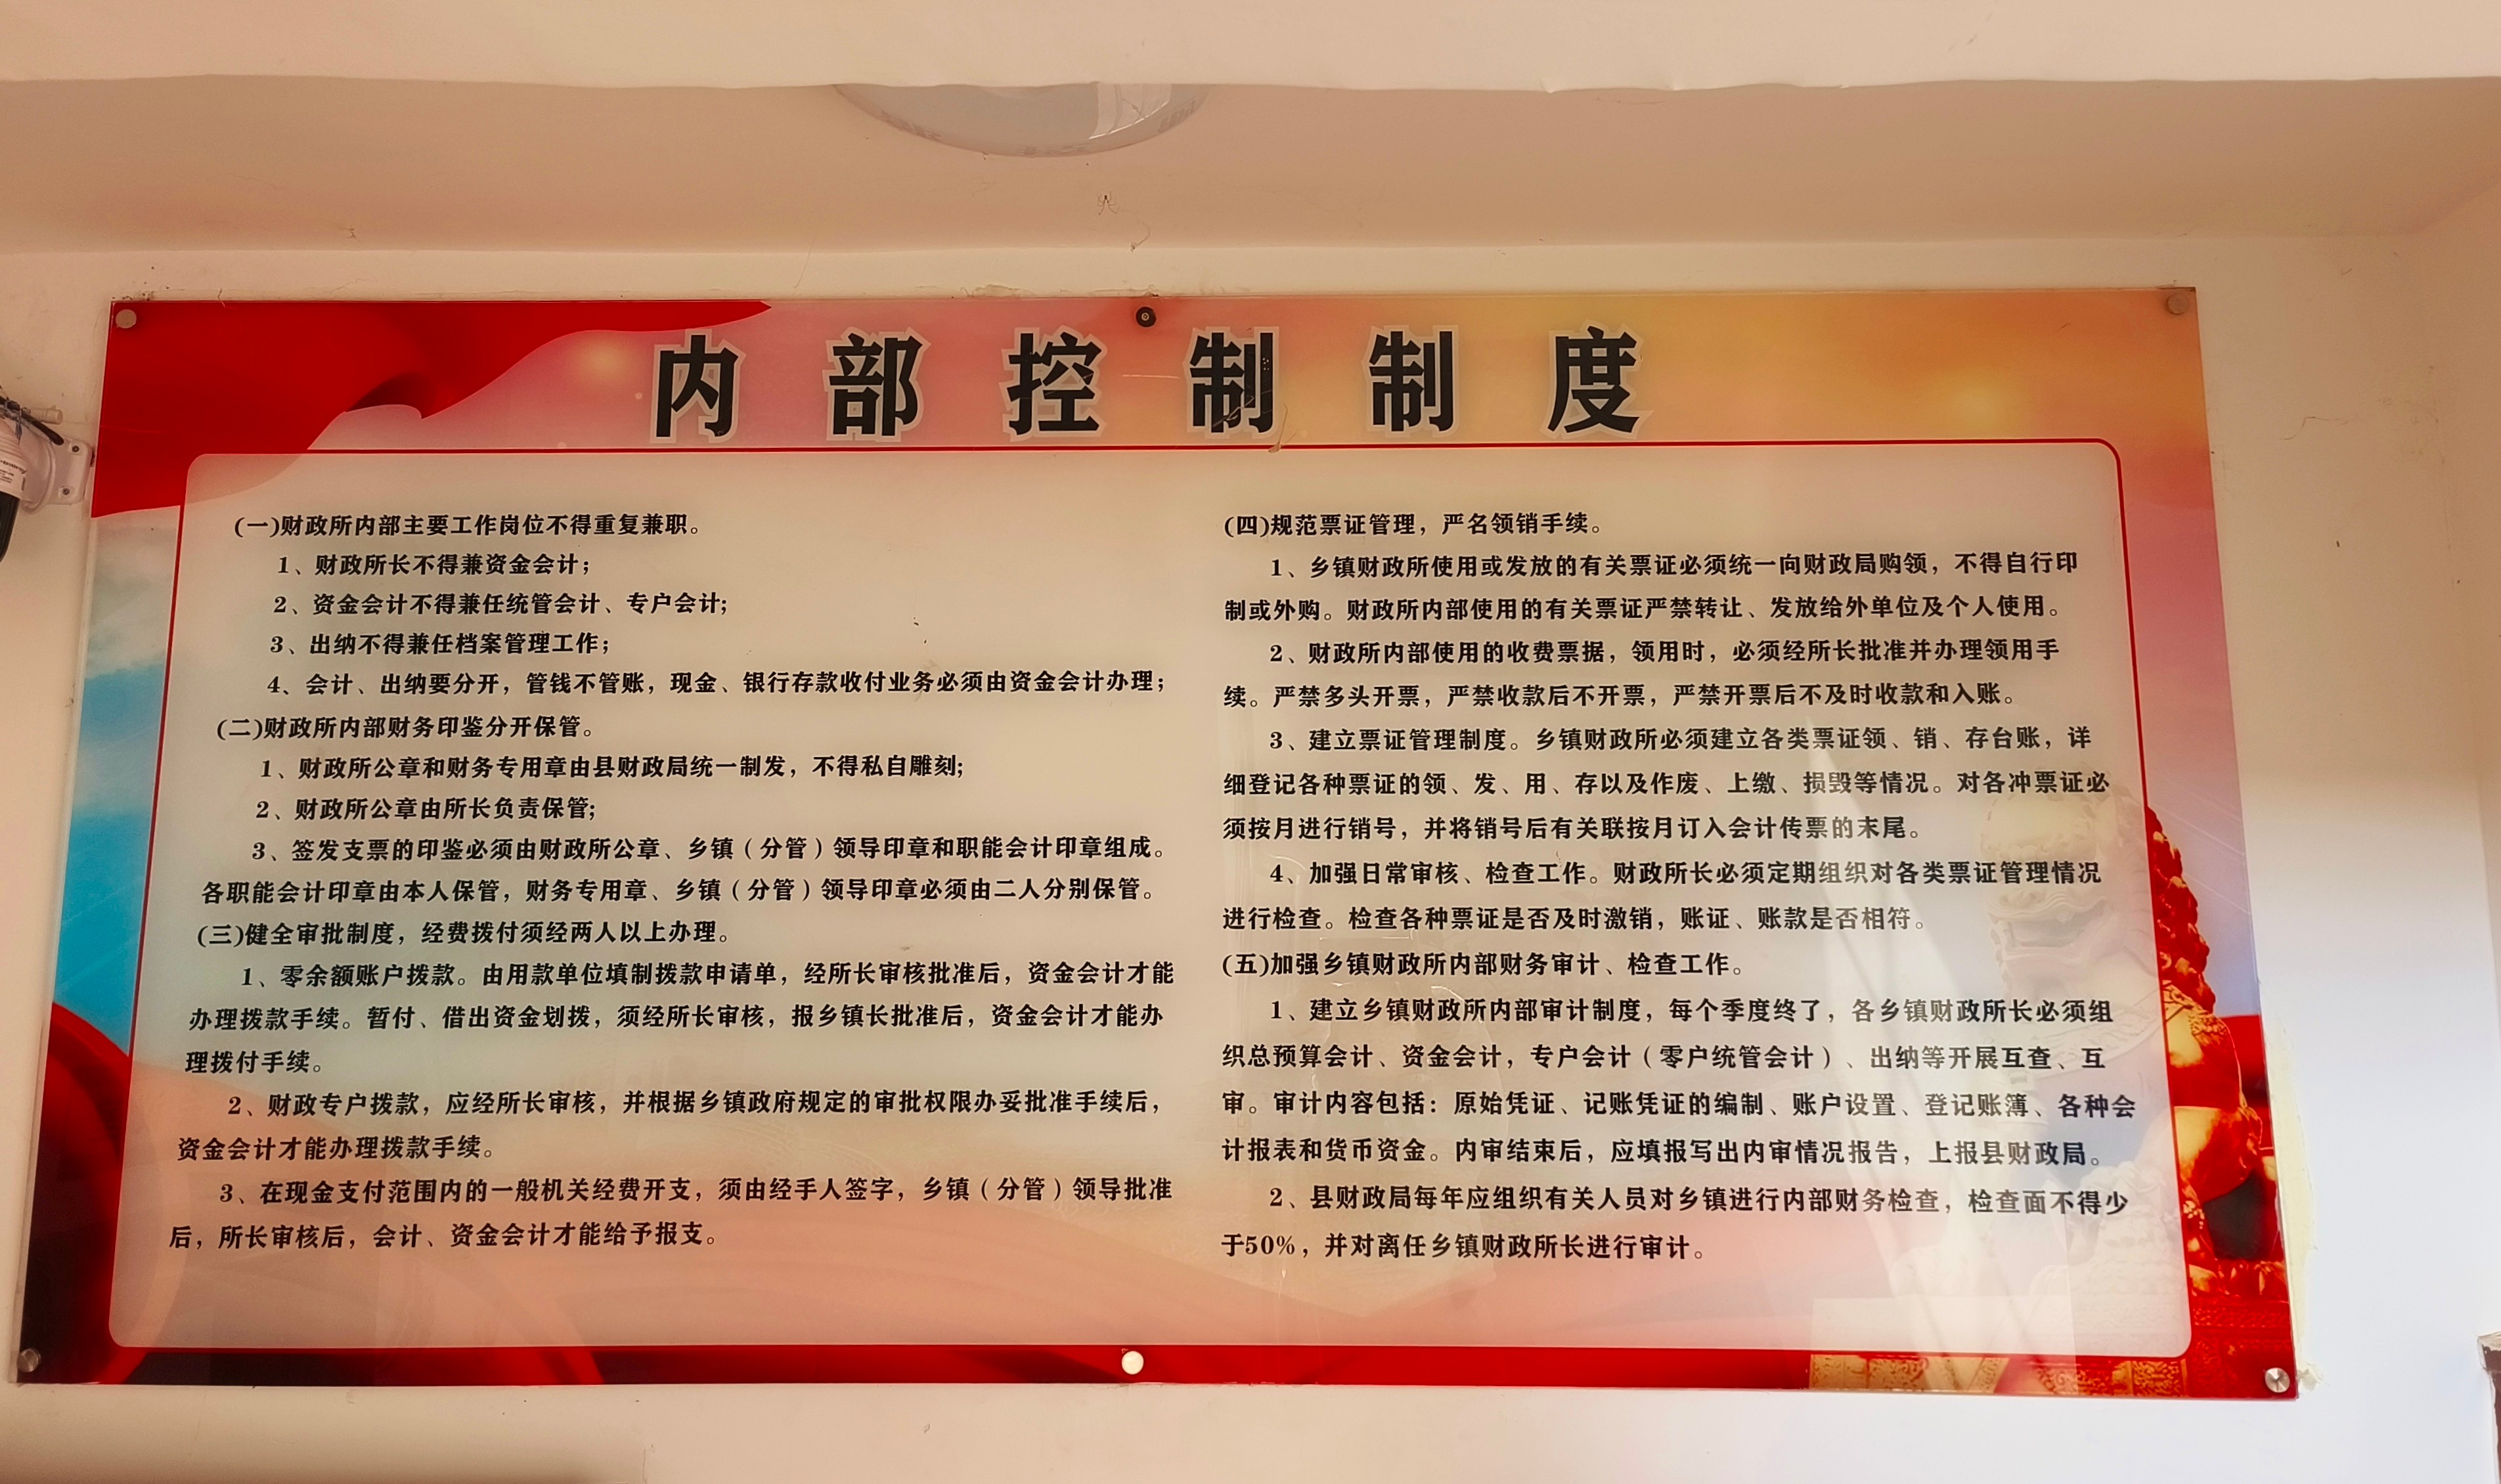 内部控制制度
(一)财政所内部主要工作岗位不得重复兼职。
1、财政所长不得兼资金会计；
2、资金会计不得兼任统管会计、专户会计；
3、出纳不得兼任档案管理工作；
4、会计、出纳要分开，管钱不管账，现金、银行存款收付业务必须由资金会计办理；
(二)财政所内部财务印鉴分开保管。
1、财政所公章和财务专用章由县财政局统一制发，不得私自雕刻；
2、财政所公章由所长负责保管；
3、签发支票的印鉴必须由财政所公章、乡镇（分管）领导印章和职能会计印章组成。
各职能会计印章由本人保管，财务专用章、乡镇（分管）领导印章必须由二人分别保管。
(三)健全审批制度，经费拨付须经两人以上办理。
1、零余额账户拨款。由用款单位填制拨款申请单，经所长审核批准后，资金会计才能
办理拨款手续。暂付、借出资金划拨，须经所长审核，报乡镇长批准后，资金会计才能办
理拨付手续。
2、财政专户拨款，应经所长审核，并根据乡镇政府规定的审批权限办妥批准手续后，
资金会计才能办理拨款手续。
3、在现金支付范围内的一般机关经费开支，须由经手人签字，乡镇（分管）领导批准
后，所长审核后，会计、资金会计才能给予报支。
(四)规范票证管理，严名领销手续。
1、乡镇财政所使用或发放的有关票证必须统一向财政局购领，不得自行印
制或外购。财政所内部使用的有关票证严禁转让、发放给外单位及个人使用。
2、财政所内部使用的收费票据，领用时，必须经所长批准并办理领用手
续。严禁多头开票，严禁收款后不开票，严禁开票后不及时收款和入账。
3、建立票证管理制度。乡镇财政所必须建立各类票证领、销、存台账，详
细登记各种票证的领、发、用、存以及作废、上缴、损毁等情况。对各冲票证必
须按月进行销号，并将销号后有关联按月订入会计传票的末尾。
4、加强日常审核、检查工作。财政所长必须定期组织对各类票证管理情况
进行检查。检查各种票证是否及时激销，账证、账款是否相符。
(五)加强乡镇财政所内部财务审计、检查工作。
1、建立乡镇财政所内部审计制度，每个季度终了，各乡镇财政所长必须组
织总预算会计、资金会计，专户会计（零户统管会计）、出纳等开展互查、互
审。审计内容包括：原始凭证、记账凭证的编制、账户设置、登记账簿、各种会
计报表和货币资金。内审结束后，应填报写出内审情况报告，上报县财政局。
2、县财政局每年应组织有关人员对乡镇进行内部财务检查，检查面不得少
于50%，并对离任乡镇财政所长进行审计。